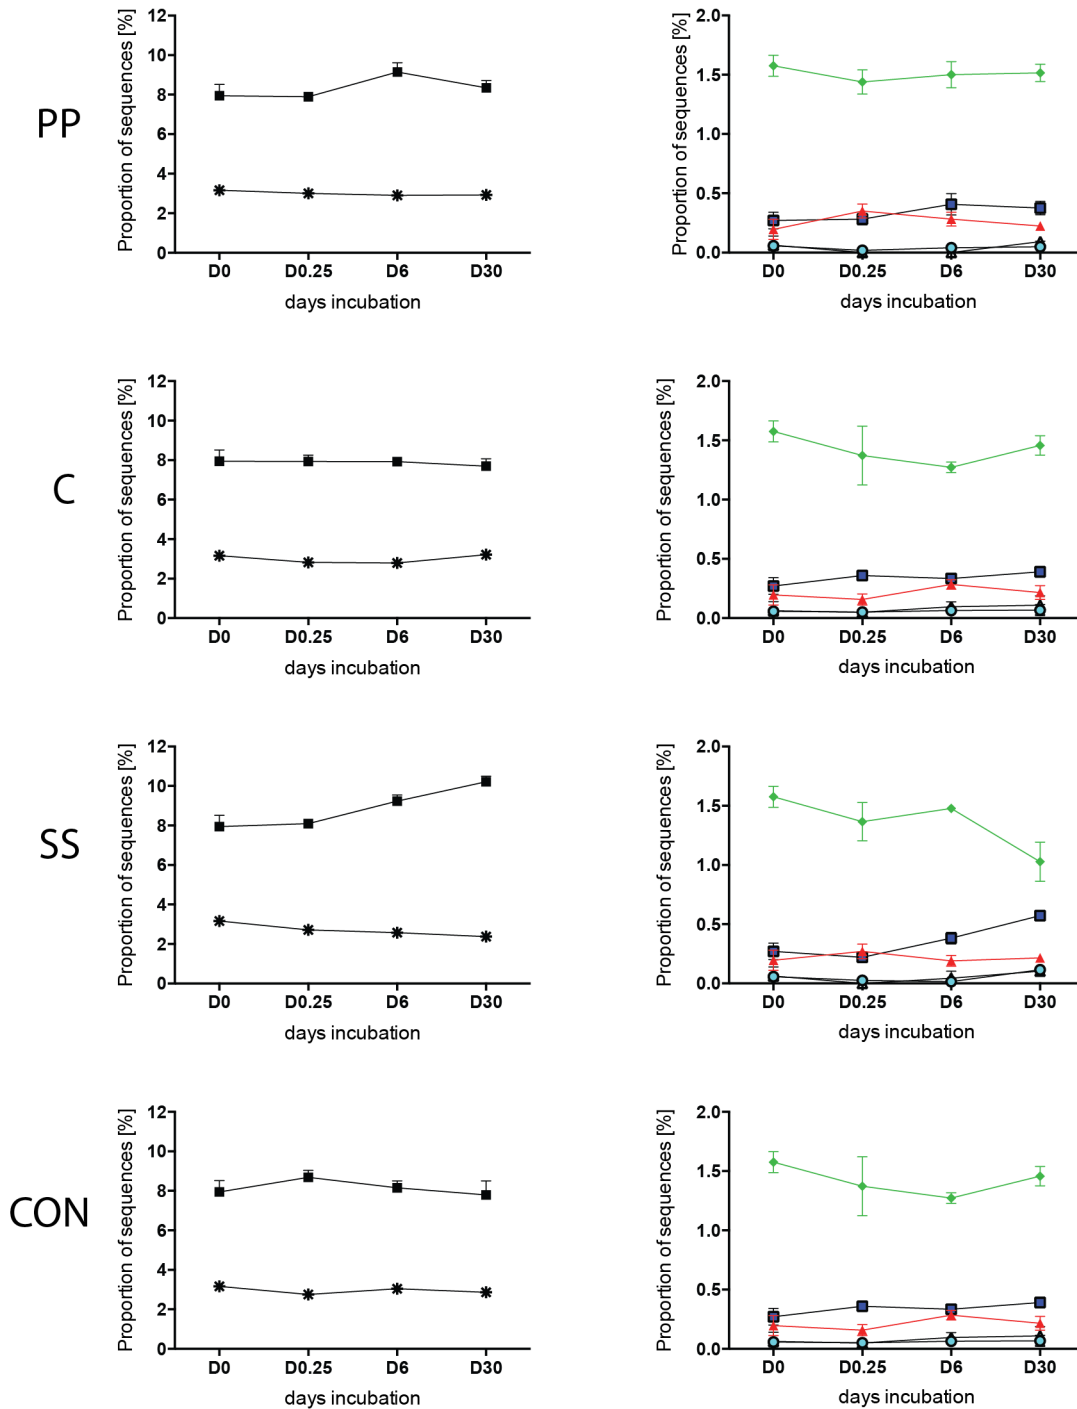 PP
Proportion of sequences [%]
12
10
8
6
4
2
0
D0 D0.25 D6 D30
days incubation
Proportion of sequences [%]
2.0
1.5
1.0
0.5
0.0
D0 D0.25 D6 D30
days incubation
C
Proportion of sequences [%]
12
10
8
6
4
2
0
D0 D0.25 D6 D30
days incubation
Proportion of sequences [%]
2.0
1.5
1.0
0.5
0.0
D0 D0.25 D6 D30
days incubation
SS
Proportion of sequences [%]
12
10
8
6
4
2
0
D0 D0.25 D6 D30
days incubation
Proportion of sequences [%]
2.0
1.5
1.0
0.5
0.0
D0 D0.25 D6 D30
days incubation
CON
Proportion of sequences [%]
12
10
8
6
4
2
0
D0 D0.25 D6 D30
days incubation
Proportion of sequences [%]
2.0
1.5
1.0
0.5
0.0
D0 D0.25 D6 D30
days incubation